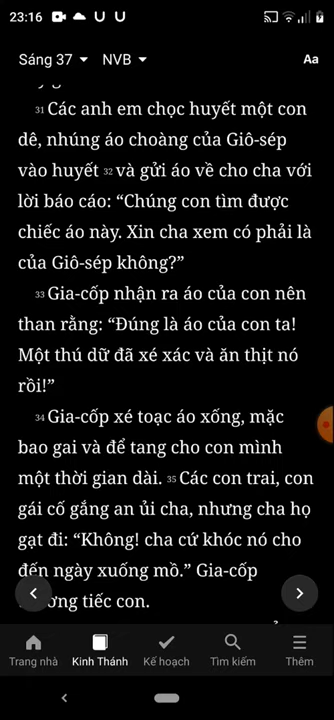 23:16
Sáng 37 NVB Aa
31 Các anh em chọc huyết một con
dê, nhúng áo choàng của Giô-sép
vào huyết 32 và gửi áo về cho cha với
lời báo cáo: “Chúng con tìm được
chiếc áo này. Xin cha xem có phải là
của Giô-sép không?”
33 Gia-cốp nhận ra áo của con nên
than rằng: “Đúng là áo của con ta!
Một thú dữ đã xé xác và ăn thịt nó
rồi!”
34 Gia-cốp xé toạc áo xống, mặc
bao gai và để tang cho con mình
một thời gian dài. 35 Các con trai, con
gái cố gắng an ủi cha, nhưng cha họ
gạt đi: “Không! cha cứ khóc nó cho
đến ngày xuống mồ.” Gia-cốp
tiếc con.
Trang nhà Kinh Thánh Kế hoạch Tìm kiếm Thêm